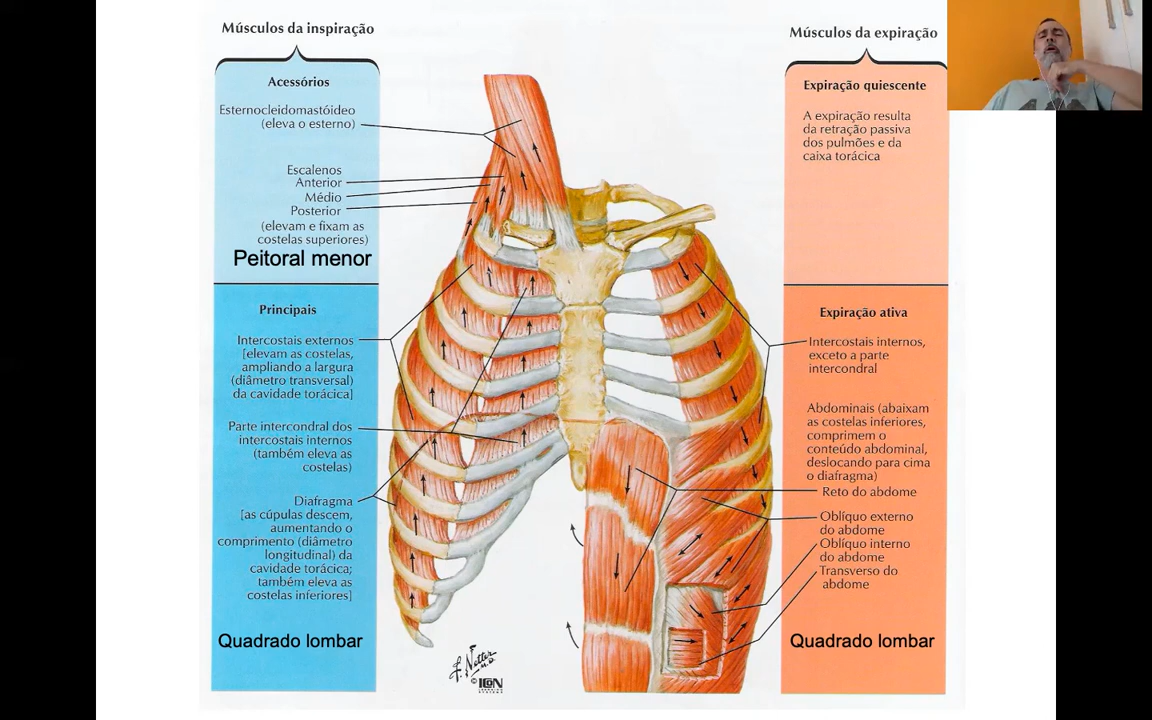 Músculos da inspiração
Acessórios
Esternocleidomastóideo
(eleva o esterno)
Escalenos
Anterior
Médio
Posterior
(elevam e fixam as
costelas superiores)
Peitoral menor
Principais
Intercostais externos
[elevam as costelas,
ampliando a largura
(diâmetro transversal)
da cavidade torácica]
Parte intercondral dos
intercostais internos
(também eleva as
costelas)
Diafragma
[as cúpulas descem,
aumentando o
comprimento (diâmetro
longitudinal) da
cavidade torácica;
também eleva as
costelas inferiores]
Quadrado lombar
Músculos da expiração
Expiração quiescente
A expiração resulta
da retração passiva
dos pulmões e da
caixa torácica
Expiração ativa
Intercostais internos,
exceto a parte
intercondral
Abdominais (abaixam
as costelas inferiores,
comprimem o
conteúdo abdominal,
deslocando para cima
o diafragma)
Reto do abdome
Oblíquo externo
do abdome
Oblíquo interno
do abdome
Transverso do
abdome
Quadrado lombar
F. Netter
M.D.
© ICON